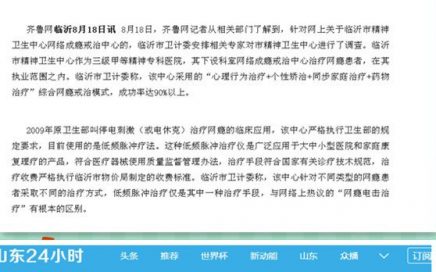 齐鲁网临沂8月18日讯 8月18日，齐鲁网记者从相关部门了解到，针对网上关于临沂市精神
卫生中心网络成瘾戒治中心的，临沂市卫计委安排相关专家对市精神卫生中心进行了调查。临沂
市精神卫生中心作为三级甲等精神专科医院，其下设科室网络成瘾戒治中心治疗网瘾患者，在其
执业范围之内。临沂市卫计委称，该中心采用的“心理行为治疗+个性矫治+同步家庭治疗+药物
治疗”综合网瘾戒治模式，成功率达90%以上。
2009年原卫生部叫停电刺激（或电休克）治疗网瘾的临床应用，该中心严格执行卫生部的规
定要求，目前使用的是低频脉冲疗法。这种低频脉冲治疗仪是广泛应用于大中小型医院和家庭康
复理疗的产品，符合医疗器械使用质量监督管理办法，治疗手段符合国家有关诊疗技术规范，治
疗收费严格执行临沂市物价局制定的收费标准。临沂市卫计委称，该中心针对不同类型的网瘾患
者采取不同的治疗方式，低频脉冲治疗仪是其中一种治疗手段，与网络上热议的“网瘾电击治
疗”有根本的区别。
山东24小时 头条 推荐 世界杯 新动能 山东 众播 订阅